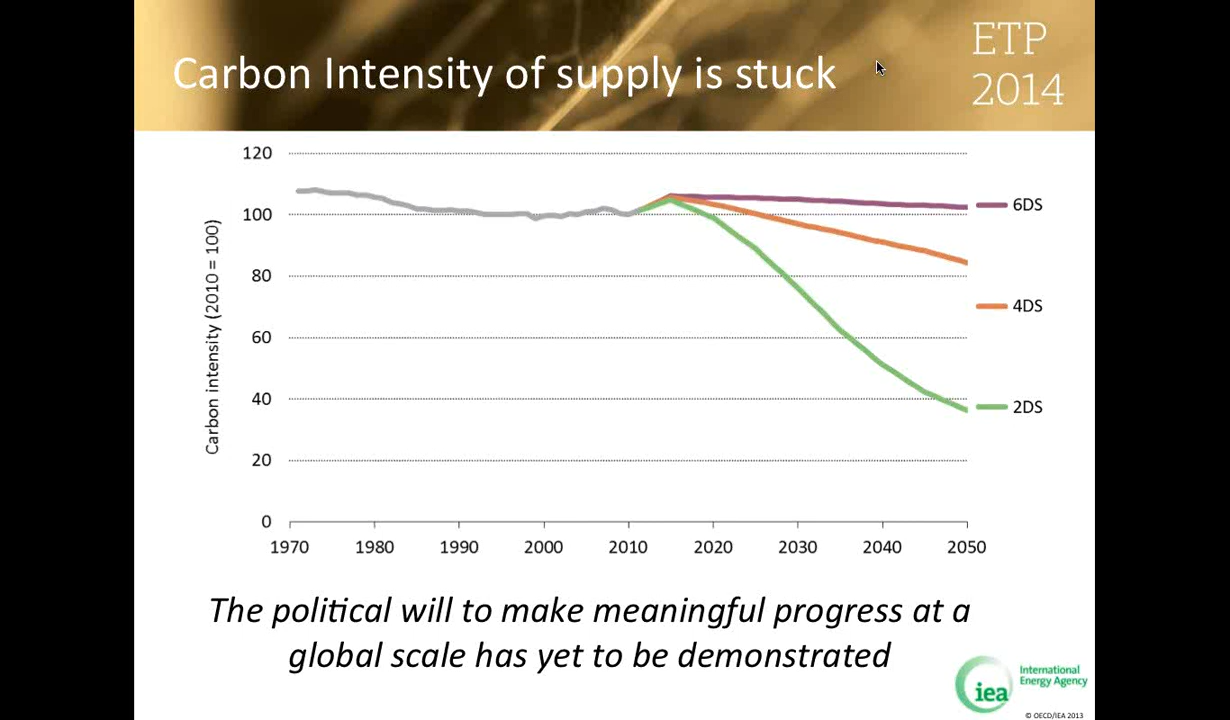 Carbon Intensity of supply is stuck
ETP
2014
120
100
80
60
40
20
0
Carbon intensity (2010 = 100)
1970 1980 1990 2000 2010 2020 2030 2040 2050
6DS
4DS
2DS
The political will to make meaningful progress at a
global scale has yet to be demonstrated
iea
International
Energy Agency
© OECD/IEA 2013